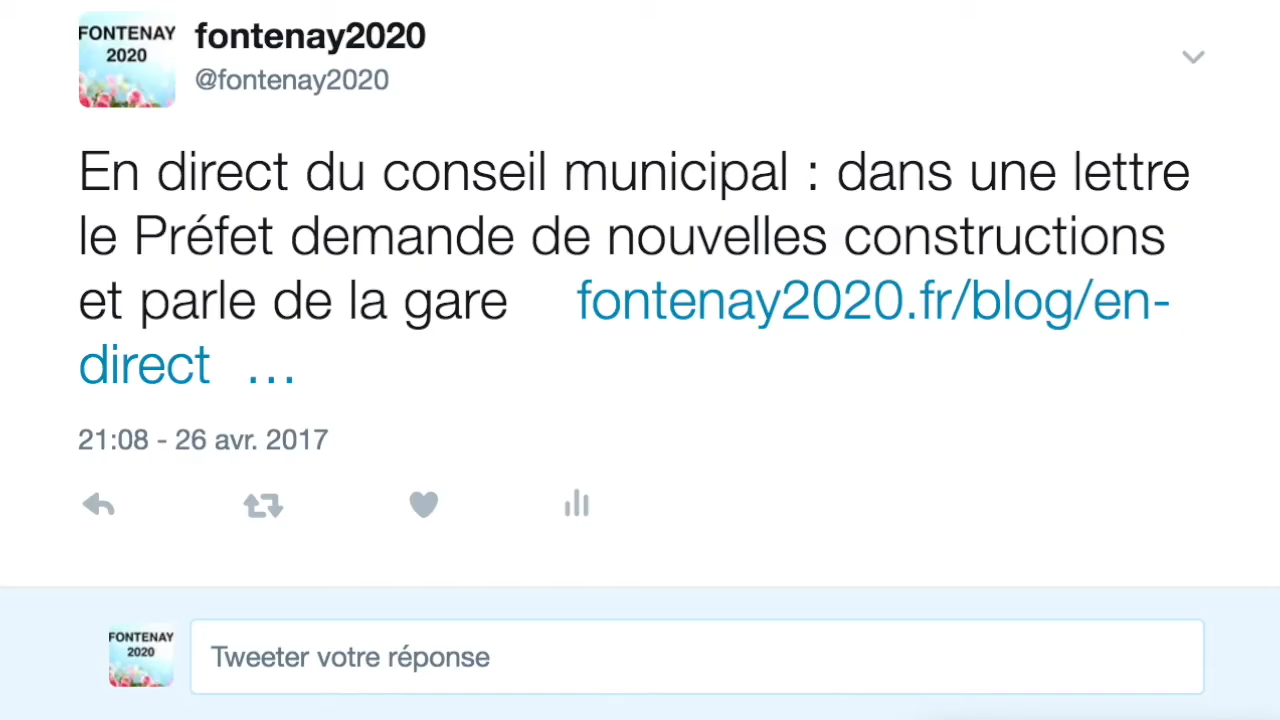 FONTENAY
2020
fontenay2020
@fontenay2020
En direct du conseil municipal : dans une lettre
le Préfet demande de nouvelles constructions
et parle de la gare fontenay2020.fr/blog/en-
direct ...
21:08 - 26 avr. 2017
FONTENAY
2020
Tweeter votre réponse